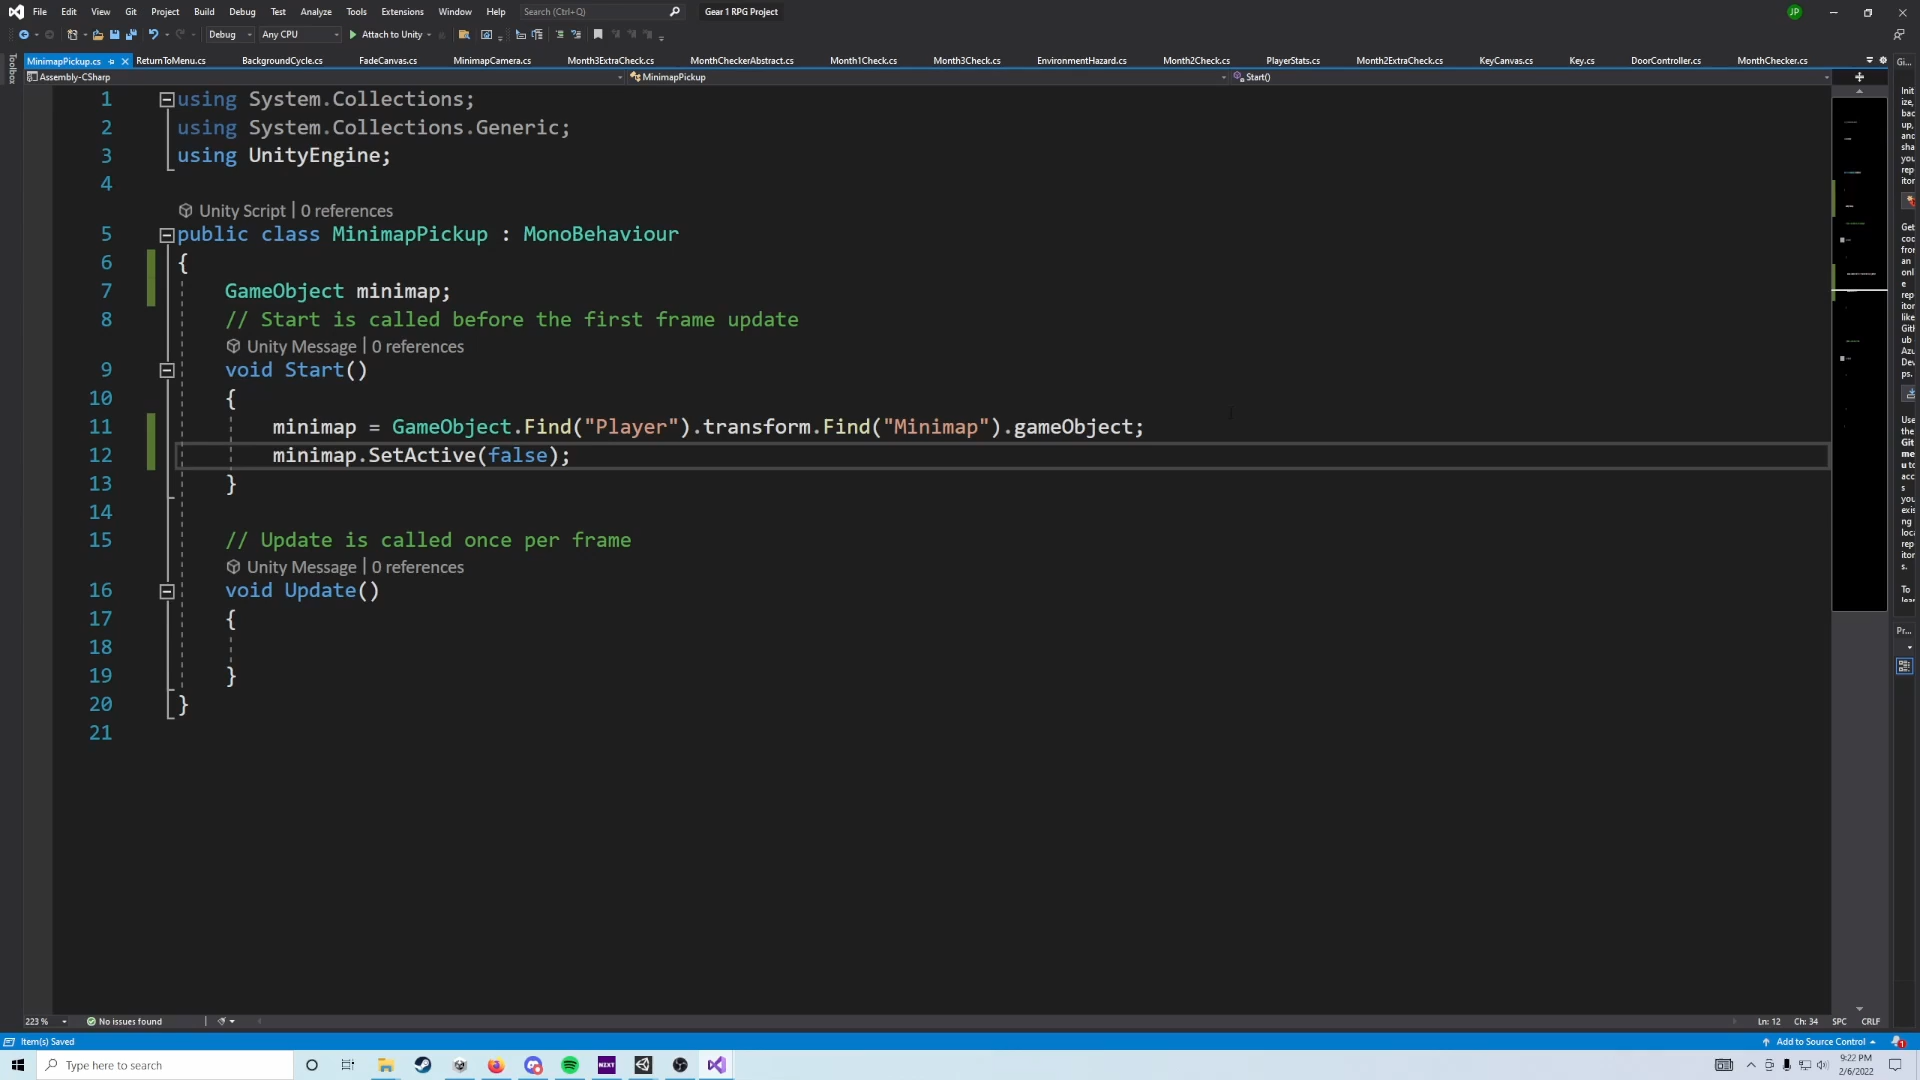 File Edit View Git Project Build Debug Test Analyze Tools Extensions Window Help Search (Ctrl+Q) Gear 1 RPG Project JP
Debug Any CPU Attach to Unity
MinimapPickup.cs ReturnToMenu.cs BackgroundCycle.cs FadeCanvas.cs MinimapCamera.cs Month3ExtraCheck.cs MonthCheckerAbstract.cs Month1Check.cs Month3Check.cs EnvironmentHazard.cs Month2Check.cs PlayerStats.cs Month2ExtraCheck.cs KeyCanvas.cs Key.cs DoorController.cs MonthChecker.cs Gi...
Toolbox
Assembly-CSharp MinimapPickup Start()
1 using System.Collections;
2 using System.Collections.Generic;
3 using UnityEngine;
4
Unity Script | 0 references
5 public class MinimapPickup : MonoBehaviour
6 {
7 GameObject minimap;
8 // Start is called before the first frame update
Unity Message | 0 references
9 void Start()
10 {
11 minimap = GameObject.Find("Player").transform.Find("Minimap").gameObject;
12 minimap.SetActive(false);
13 }
14
15 // Update is called once per frame
Unity Message | 0 references
16 void Update()
17 {
18
19 }
20 }
21
Pr...
223 % No issues found Ln: 12 Ch: 34 SPC CRLF
Item(s) Saved Add to Source Control 1
Type here to search NZXT 9:22 PM
2/6/2022